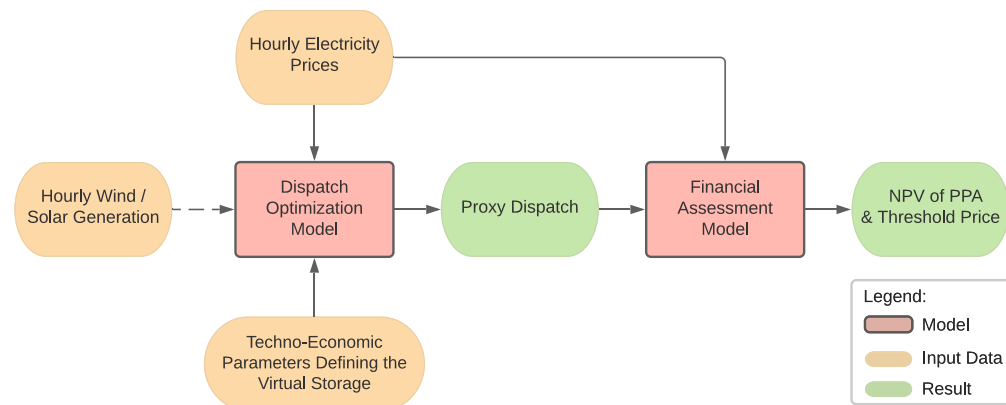 Hourly Electricity
Prices
Hourly Wind /
Solar Generation
Dispatch
Optimization
Model
Proxy Dispatch
Financial
Assessment
Model
NPV of PPA
& Threshold Price
Techno-Economic
Parameters Defining the
Virtual Storage
Legend:
Model
Input Data
Result